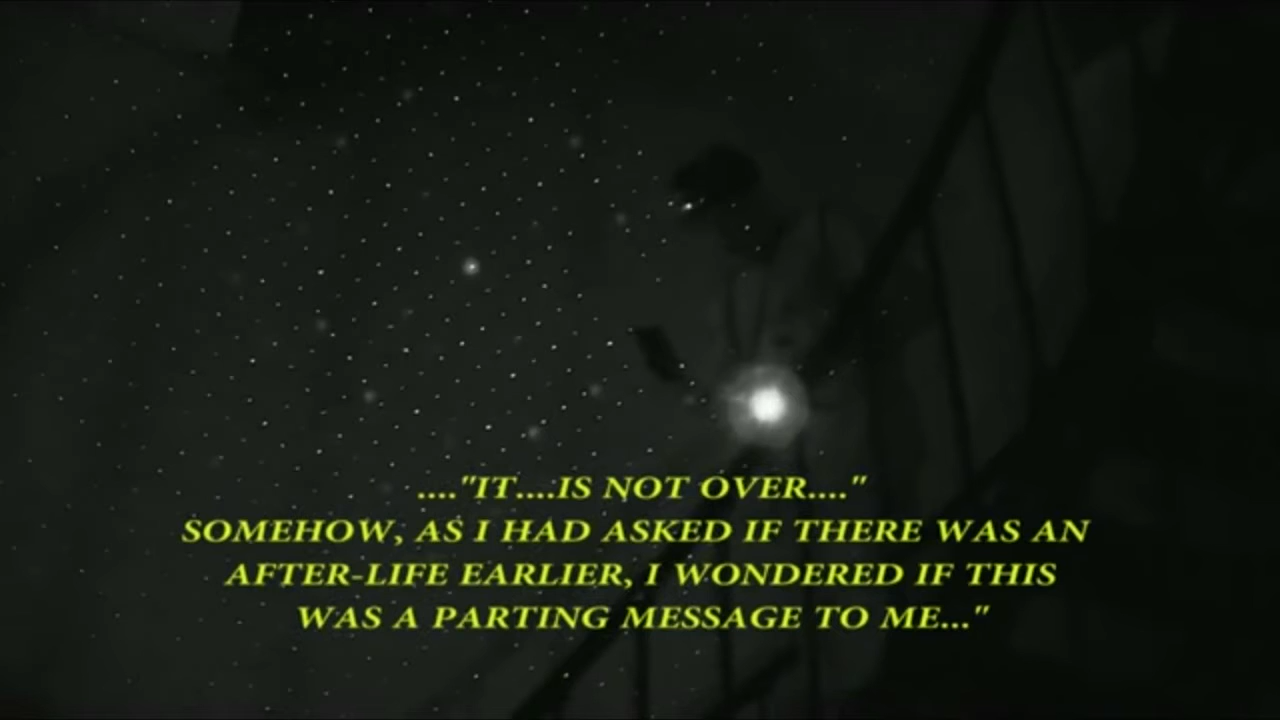 ...."IT....IS NOT OVER...."
SOMEHOW, AS I HAD ASKED IF THERE WAS AN
AFTER-LIFE EARLIER, I WONDERED IF THIS
WAS A PARTING MESSAGE TO ME..."